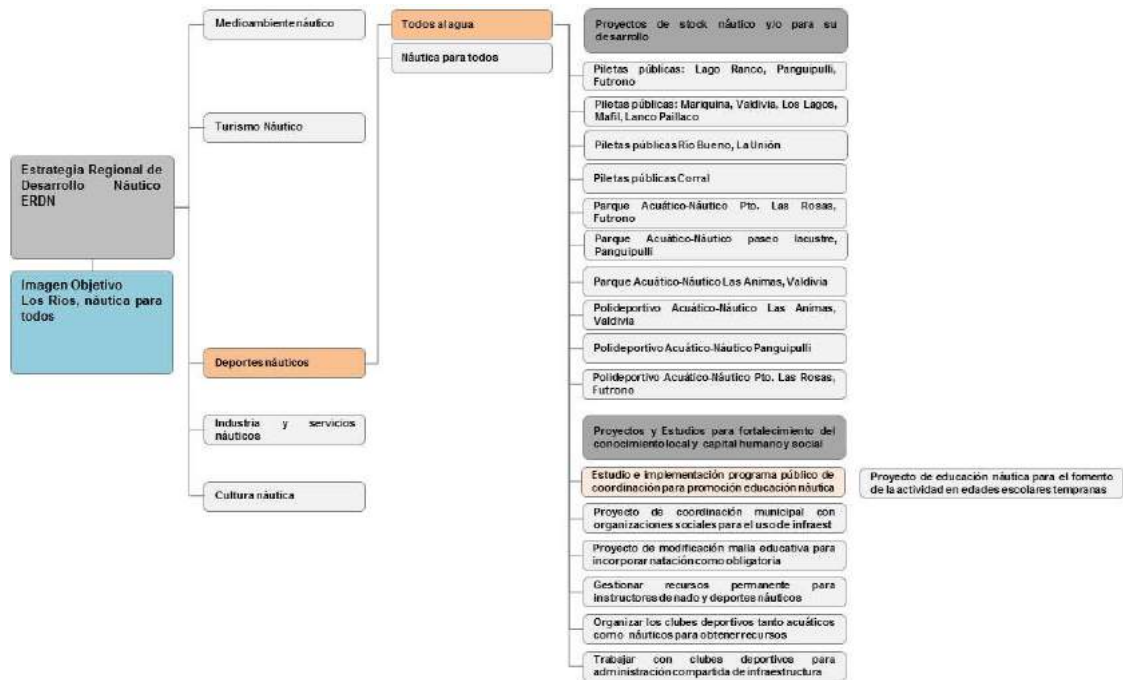 Estrategia Regional de
Desarrollo Náutico
ERDN
Imagen Objetivo
Los Rios, náutica para
todos
Medioambiente náutico
Turismo Náutico
Deportes náuticos
Industria y servicios
náuticos
Cultura náutica
Todos al agua
Náutica para todos
Proyectos de stock náutico y/o para su
desarrollo
Piletas públicas: Lago Ranco, Panguipulli,
Futrono
Piletas públicas: Mariquina, Valdivia, Los Lagos,
Mafil, Lanco Paillaco
Piletas públicas Rio Bueno, La Unión
Piletas públicas Corral
Parque Acuático-Náutico Pto. Las Rosas,
Futrono
Parque Acuático-Náutico paseo lacustre,
Panguipulli
Parque Acuático-Náutico Las Animas, Valdivia
Polideportivo Acuático-Náutico Las Animas,
Valdivia
Polideportivo Acuático-Náutico Panguipulli
Polideportivo Acuático-Náutico Pto. Las Rosas,
Futrono
Proyectos y Estudios para fortalecimiento del
conocimiento local y capital humano y social
Estudio e implementación programa público de
coordinación para promoción educación náutica
Proyecto de educación náutica para el fomento
de la actividad en edades escolares tempranas
Proyecto de coordinación municipal con
organizaciones sociales para el uso de infraest
Proyecto de modificación malla educativa para
incorporar natación como obligatoria
Gestionar recursos permanente para
instructores de nado y deportes náuticos
Organizar los clubes deportivos tanto acuáticos
como náuticos para obtener recursos
Trabajar con clubes deportivos para
administración compartida de infraestructura